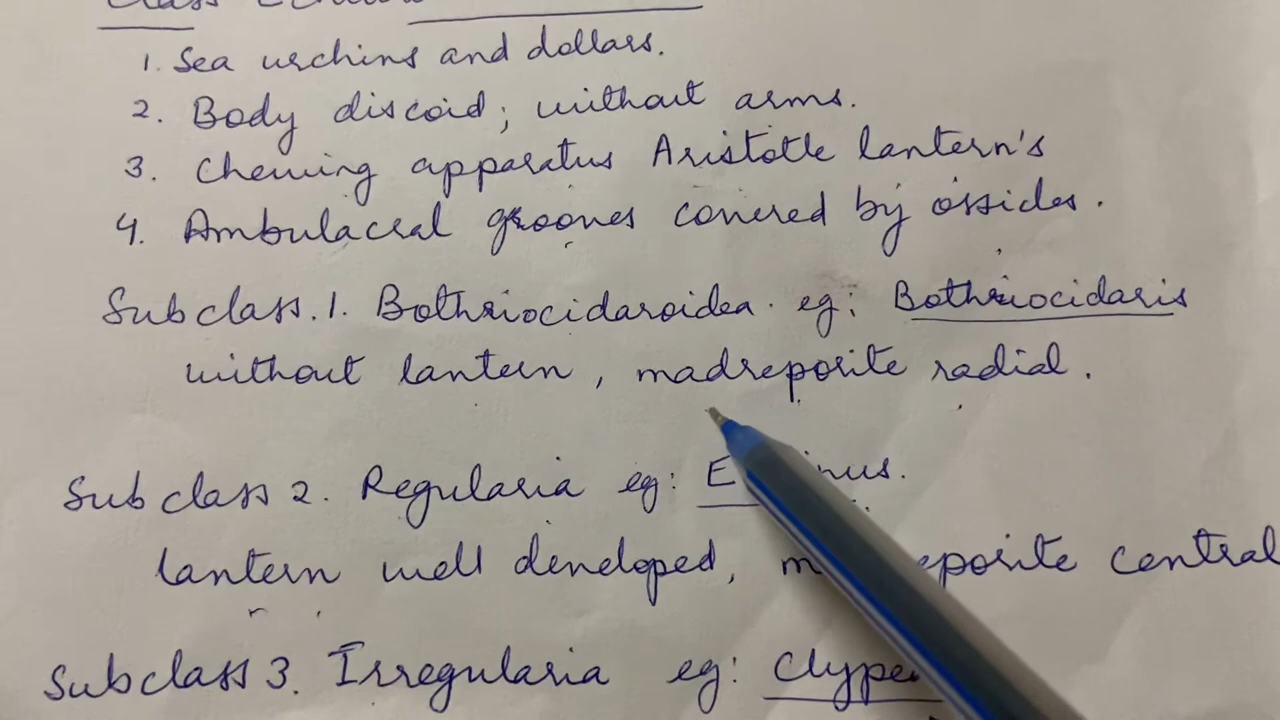 Class
1. Sea urchins and dollars.
2. Body discoid; without arms.
3. Chewing apparatus Aristotle lantern's
4. Ambulacral grooves covered by ossicles.
Subclass.1. Bothriocidaroidea. eg: Bothriocidaris
without lantern, madreporite radial.
Subclass 2. Regularia eg:
lantern well developed, central
Subclass 3. Irregularia eg: